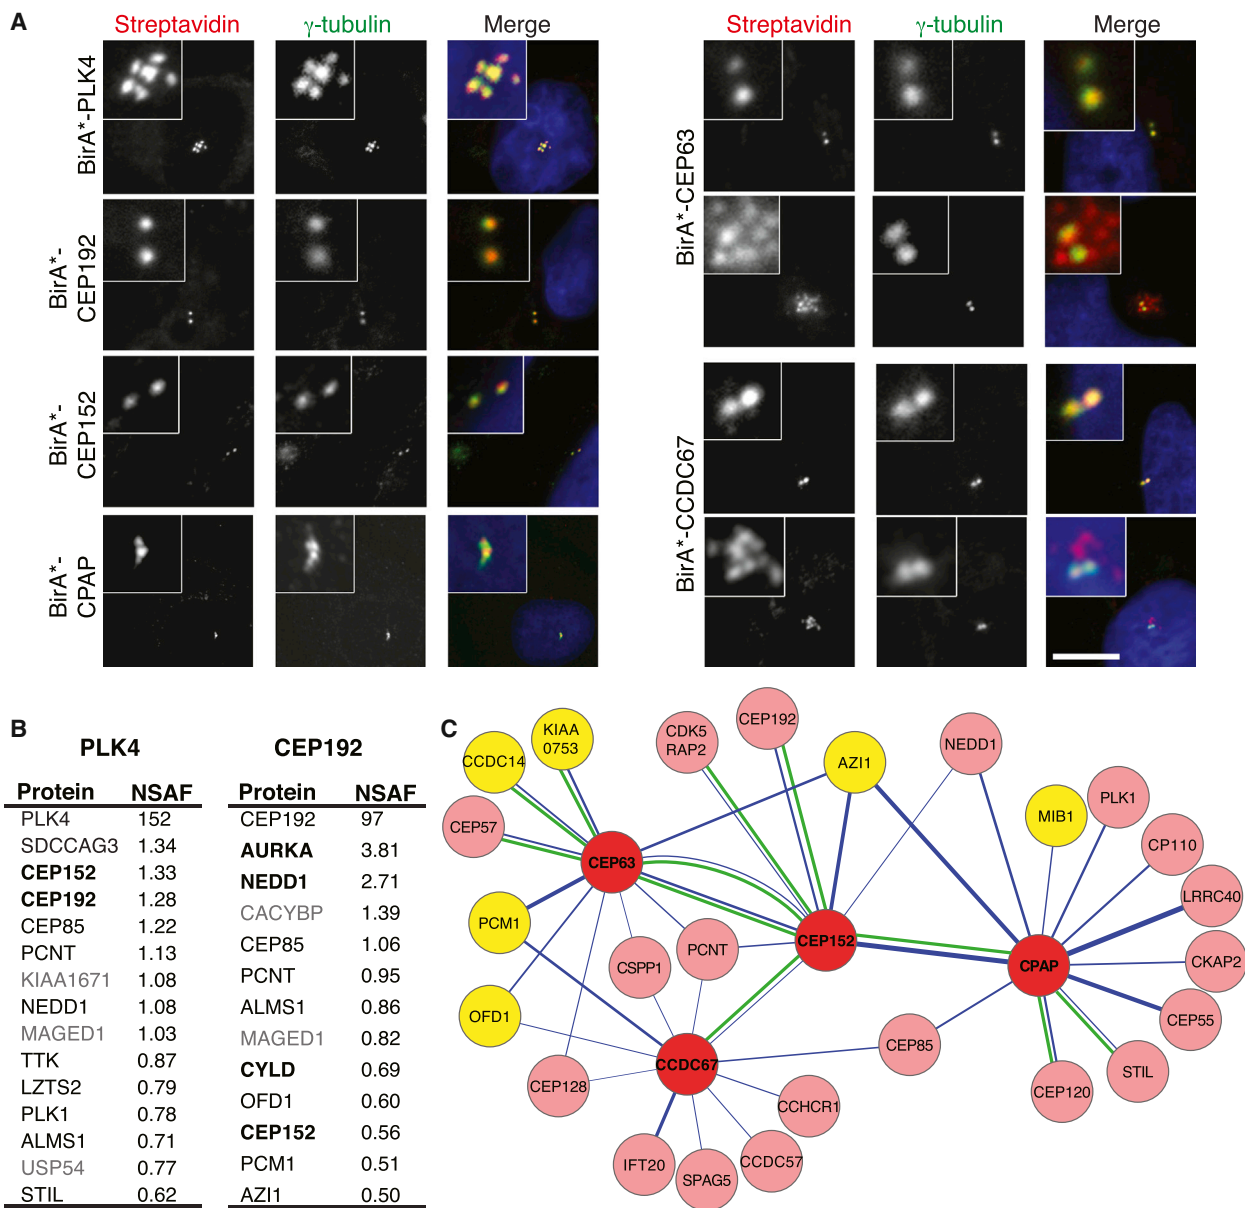 A
Streptavidin γ-tubulin Merge
BirA*-PLK4
BirA*-
CEP192
BirA*-
CEP152
BirA*-
CPAP
Streptavidin γ-tubulin Merge
BirA*-CEP63
BirA*-CCDC67
B
PLK4
Protein NSAF
PLK4 152
SDCCAG3 1.34
CEP152 1.33
CEP192 1.28
CEP85 1.22
PCNT 1.13
KIAA1671 1.08
NEDD1 1.08
MAGED1 1.03
TTK 0.87
LZTS2 0.79
PLK1 0.78
ALMS1 0.71
USP54 0.77
STIL 0.62
CEP192
Protein NSAF
CEP192 97
AURKA 3.81
NEDD1 2.71
CACYBP 1.39
CEP85 1.06
PCNT 0.95
ALMS1 0.86
MAGED1 0.82
CYLD 0.69
OFD1 0.60
CEP152 0.56
PCM1 0.51
AZI1 0.50
C
CCDC14
KIAA
0753
CDK5
RAP2
CEP192
AZI1
NEDD1
MIB1
PLK1
CEP57
CEP63
CP110
LRRC40
PCM1
CSPP1
PCNT
CEP152
CPAP
CKAP2
OFD1
CEP55
CEP128
CCDC67
CEP85
CEP120
STIL
CCHCR1
IFT20
SPAG5
CCDC57